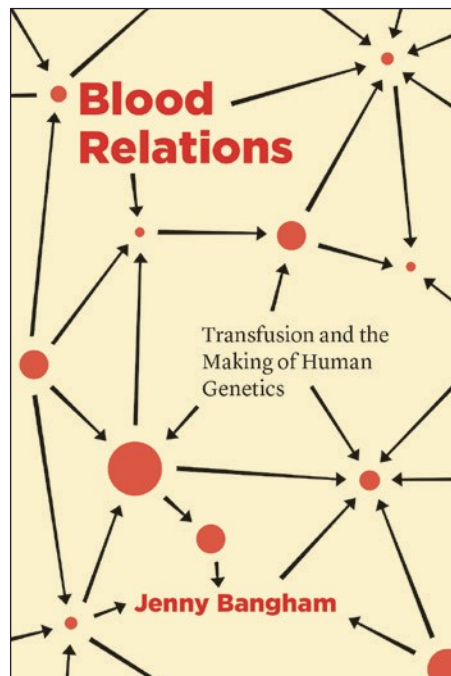 Blood
Relations
Transfusion and the
Making of Human
Genetics
Jenny Bangham